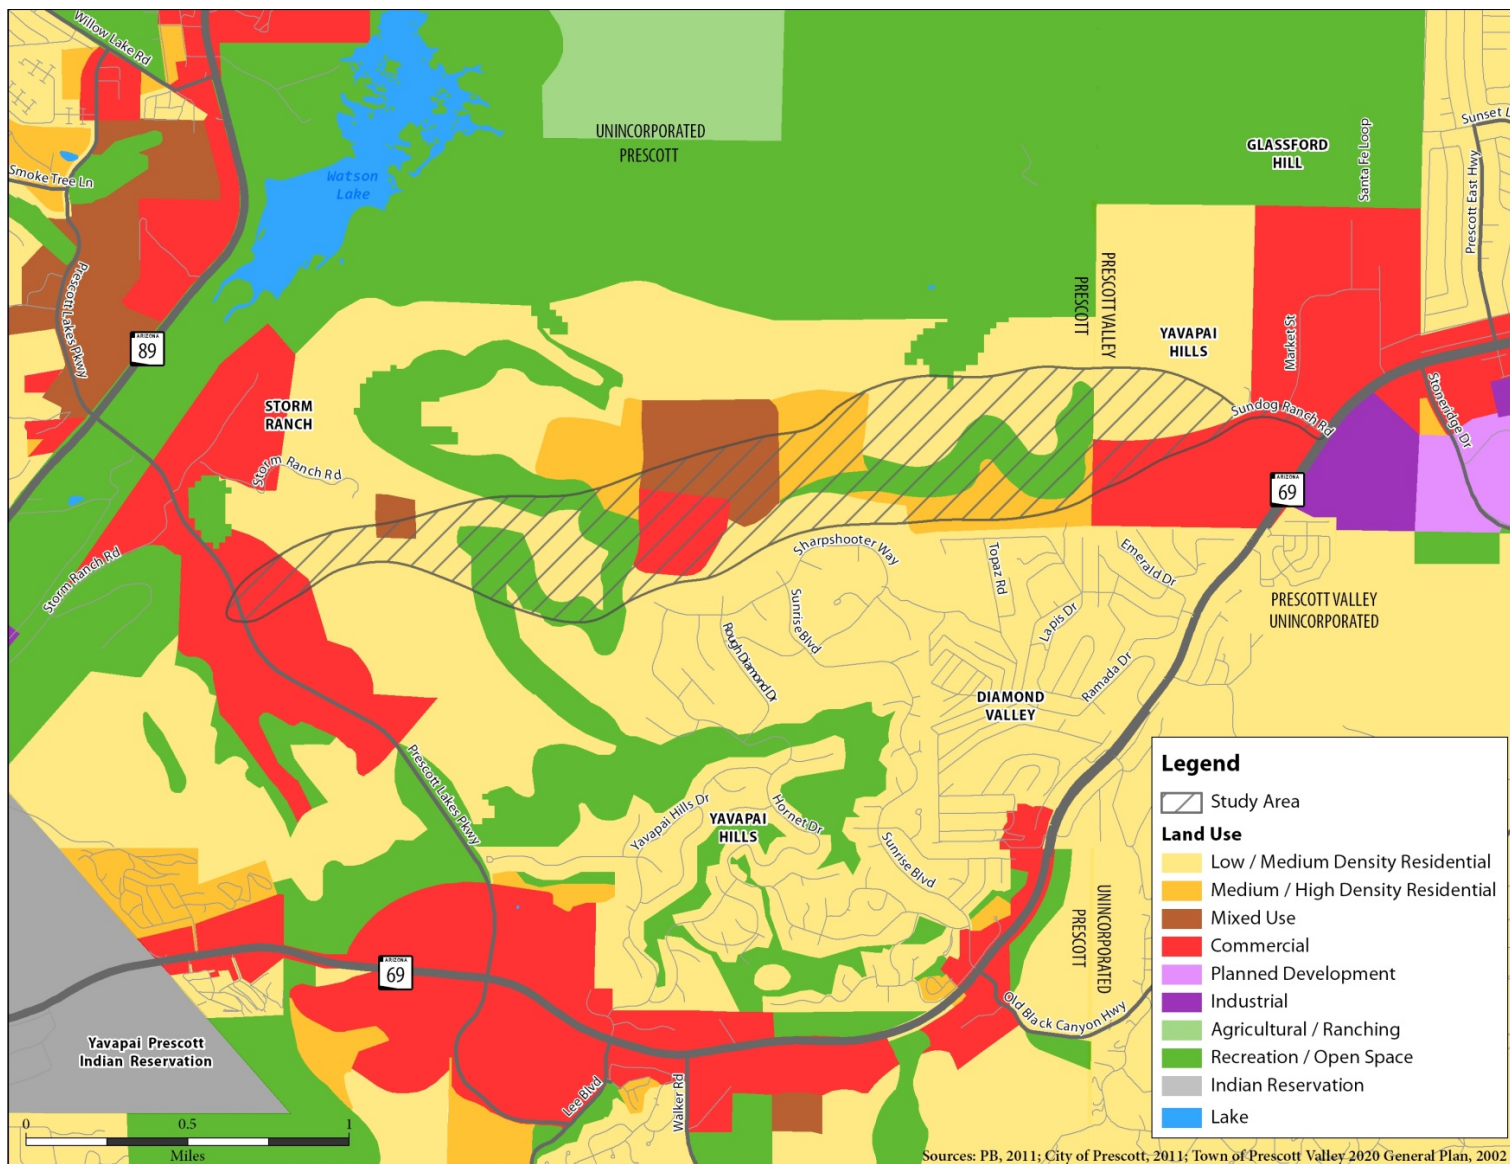 Willow Lake Rd
Smoke Tree Ln
Prescott Lakes Pkwy
ARIZONA
89
Watson
Lake
UNINCORPORATED
PRESCOTT
GLASSFORD
HILL
Santa Fe Loop
Sunset L
Prescott East Hwy
PRESCOTT
PRESCOTT VALLEY
YAVAPAI
HILLS
Market St
Sundog Ranch Rd
Stoneridge Dr
ARIZONA
69
STORM
RANCH
Storm Ranch Rd
Storm Ranch Rd
Sharpshooter Way
Sunrise Blvd
Rough Diamond Dr
Topaz Rd
Emerald Dr
Lapis Dr
Ramada Dr
DIAMOND
VALLEY
PRESCOTT VALLEY
UNINCORPORATED
Prescott Lakes Pkwy
Yavapai Hills Dr
YAVAPAI
HILLS
Hornet Dr
Sunrise Blvd
PRESCOTT
UNINCORPORATED
Old Black Canyon Hwy
ARIZONA
69
Lee Blvd
Walker Rd
Yavapai Prescott
Indian Reservation
0
0.5
1
Miles
Legend
Study Area
Land Use
Low / Medium Density Residential
Medium / High Density Residential
Mixed Use
Commercial
Planned Development
Industrial
Agricultural / Ranching
Recreation / Open Space
Indian Reservation
Lake
Sources: PB, 2011; City of Prescott, 2011; Town of Prescott Valley 2020 General Plan, 2002